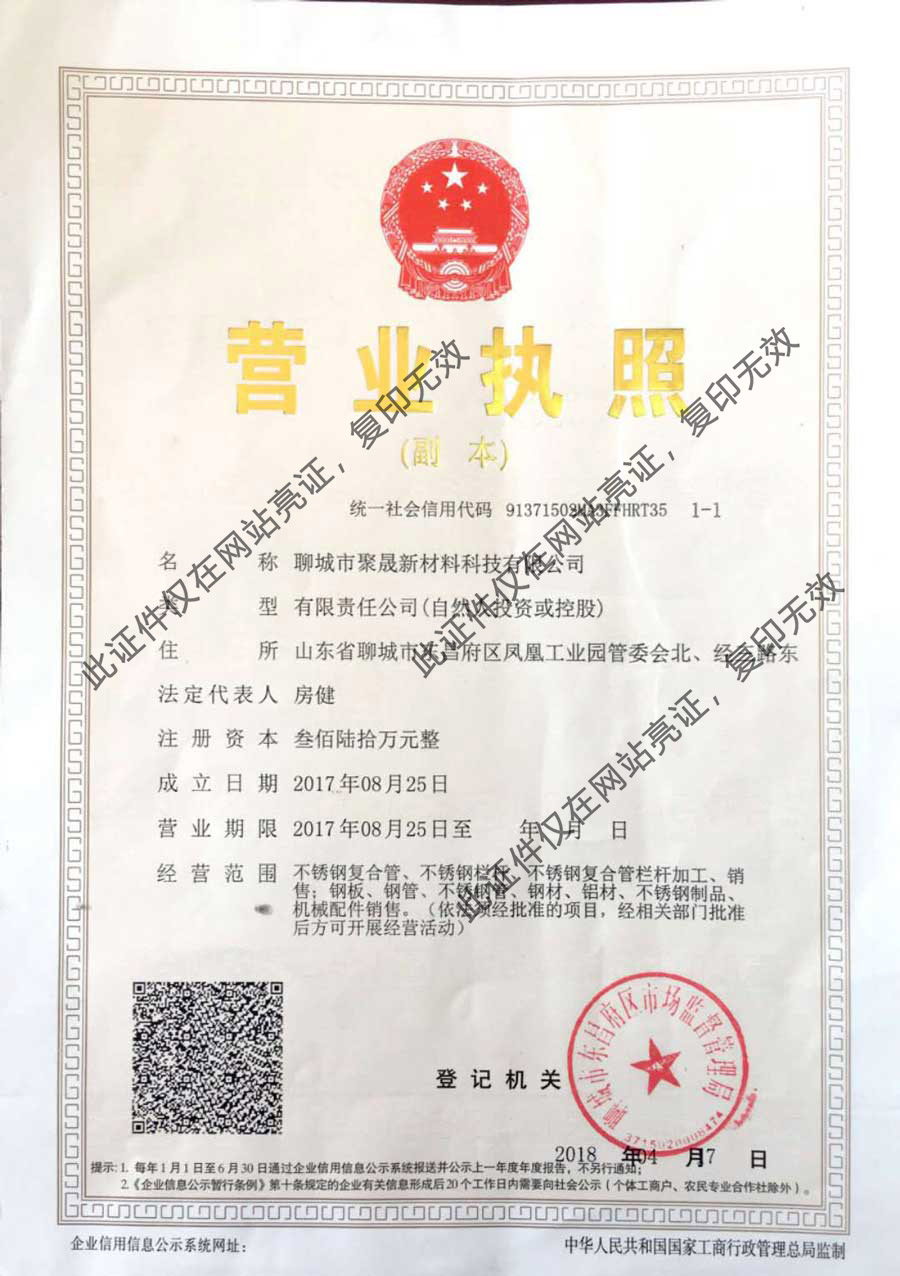 营业执照
(副 本)
统一社会信用代码 91371502M 3FFHRT35 1-1
名称 聊城市聚晟新材料科技有限公司
类型 有限责任公司(自然人投资或控股)
住所 山东省聊城市东昌府区凤凰工业园管委会北、经 路东
法定代表人 房健
注册资本 叁佰陆拾万元整
成立日期 2017年08月25日
营业期限 2017年08月25日至 年 月 日
经营范围 不锈钢复合管、不锈钢栏杆、不锈钢复合管栏杆加工、销
售；钢板、钢管、不锈钢管、钢材、铝材、不锈钢制品、
机械配件销售。（依法须经批准的项目，经相关部门批准
后方可开展经营活动）
登记机关
聊城市东昌府区市场监督管理局
3715020008474
2018 年04 月7 日
提示：1. 每年1月1日至6月30日通过企业信用信息公示系统报送并公示上一年度年度报告，不另行通知；
2.《企业信息公示暂行条例》第十条规定的企业有关信息形成后20个工作日内需要向社会公示（个体工商户、农民专业合作社除外）。
企业信用信息公示系统网址：
中华人民共和国国家工商行政管理总局监制
此证件仅在网站亮证，复印无效
此证件仅在网站亮证，复印无效
此证件仅在网站亮证，复印无效